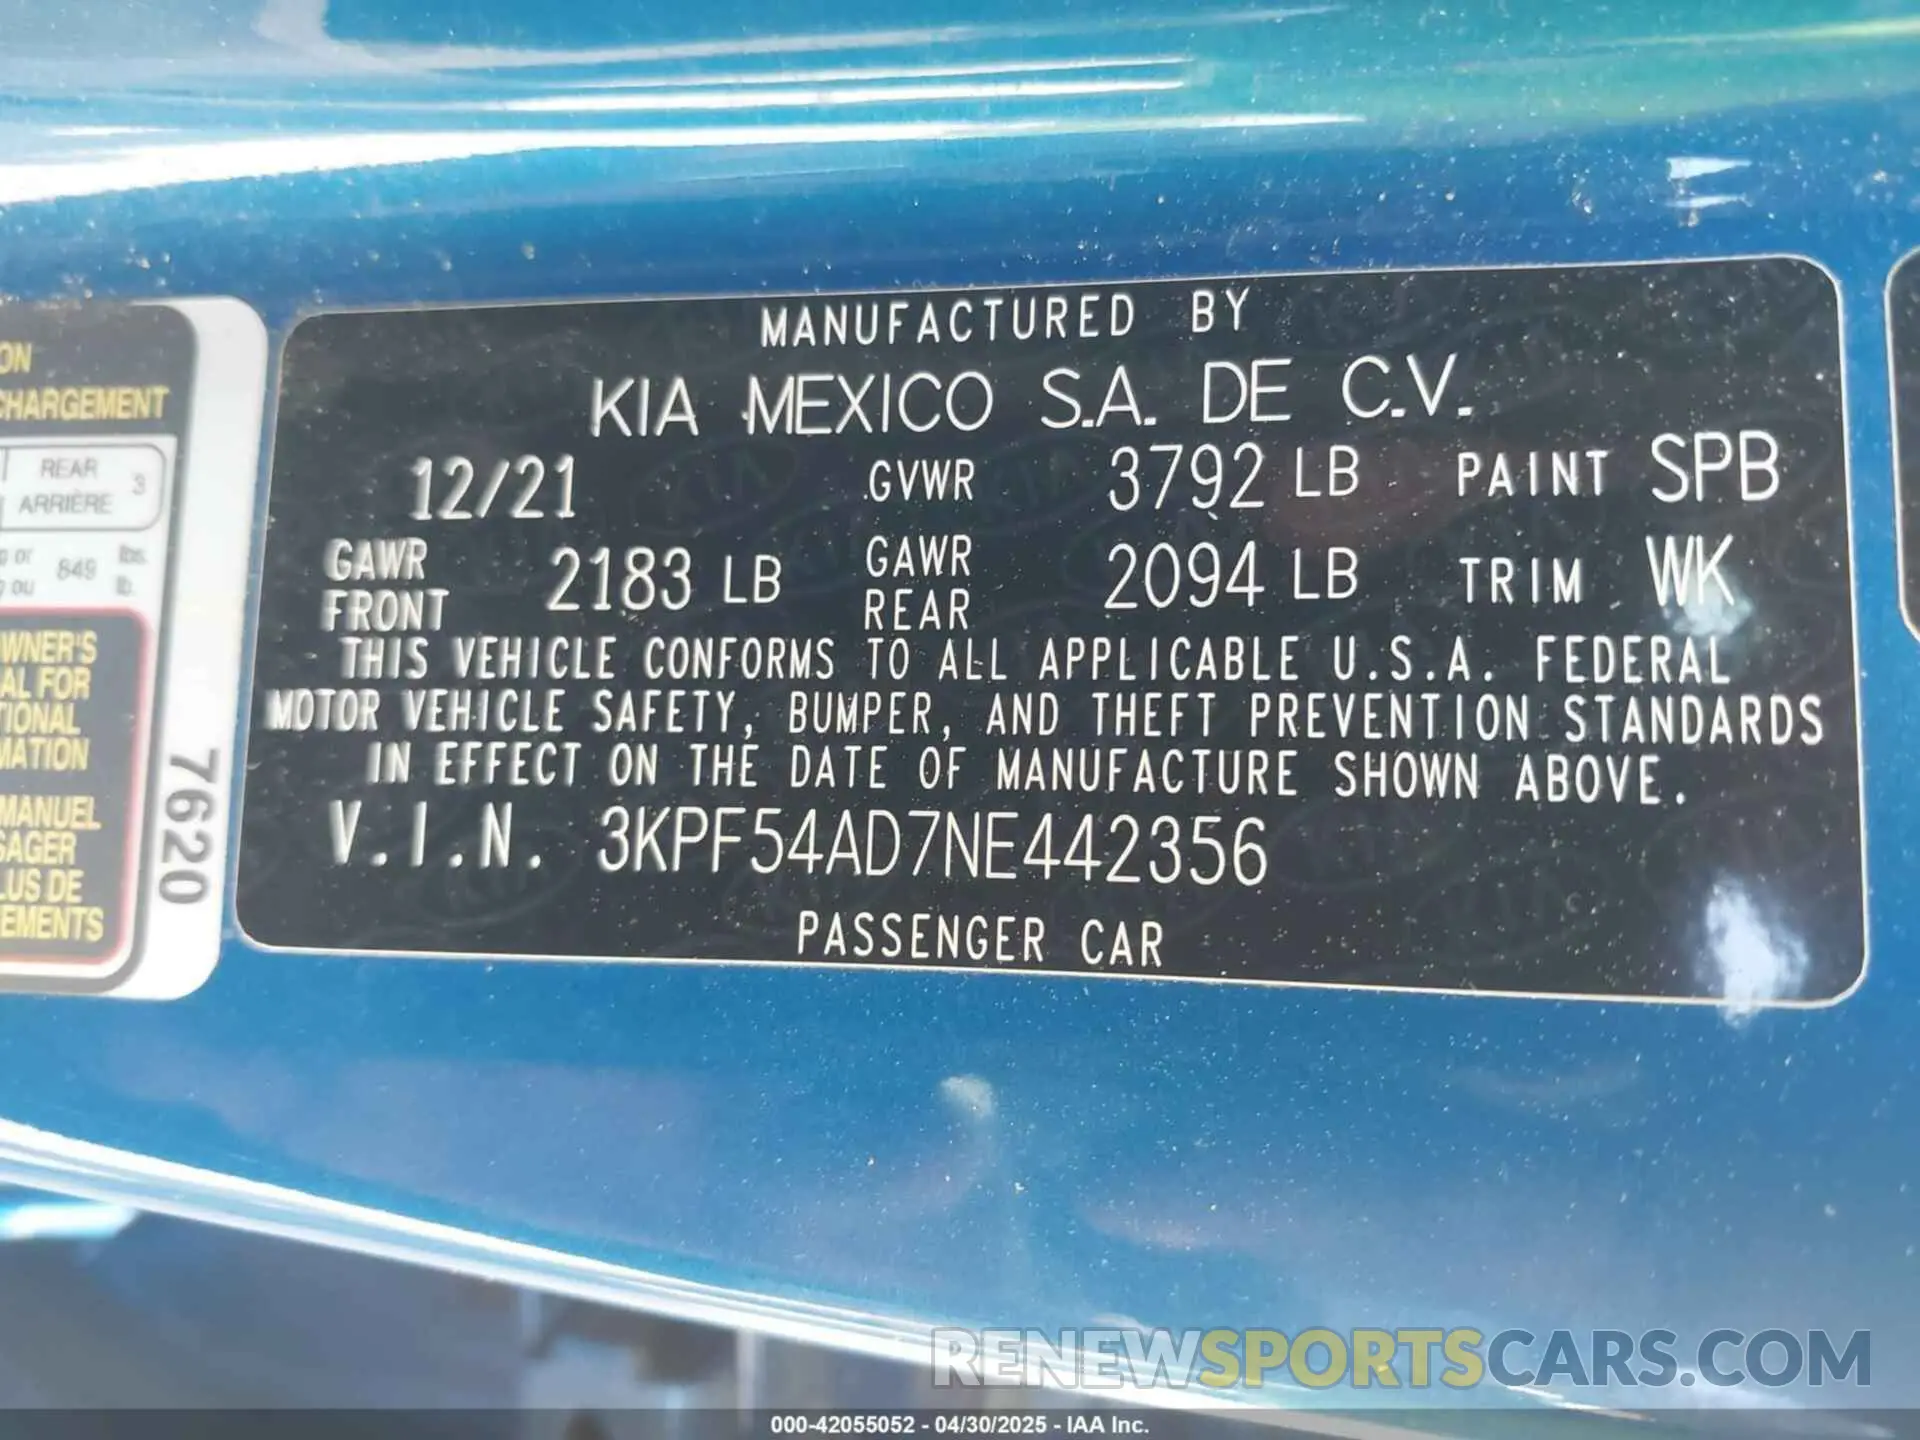 MANUFACTURED BY
KIA MEXICO S.A. DE C.V.
12/21 GVWR 3792 LB PAINT SPB
GAWR FRONT 2183 LB GAWR REAR 2094 LB TRIM WK
THIS VEHICLE CONFORMS TO ALL APPLICABLE U.S.A. FEDERAL
MOTOR VEHICLE SAFETY, BUMPER, AND THEFT PREVENTION STANDARDS
IN EFFECT ON THE DATE OF MANUFACTURE SHOWN ABOVE.
V.I.N. 3KPF54AD7NE442356
PASSENGER CAR
ON
CHARGEMENT
REAR 3
ARRIÈRE
or 849 lbs.
ou lb.
WNER'S
AL FOR
TIONAL
MATION
MANUEL
SAGER
LUS DE
EMENTS
7620
RENEWSPORTSCARS.COM
000-42055052 - 04/30/2025 - IAA Inc.